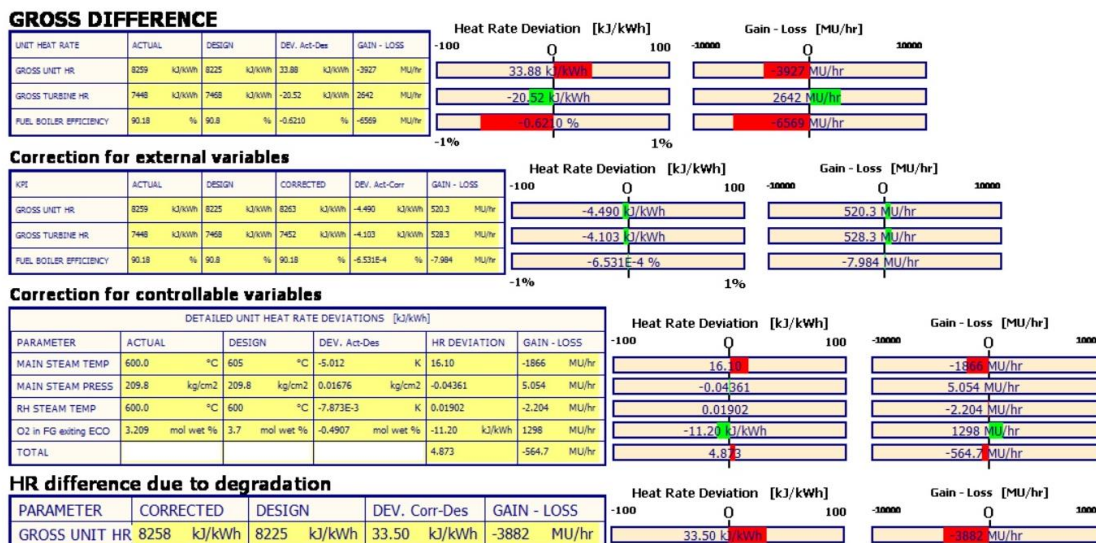 GROSS DIFFERENCE
Heat Rate Deviation [kJ/kWh] Gain - Loss [MU/hr]
UNIT HEAT RATE ACTUAL DESIGN DEV. Act-Des GAIN - LOSS -100 0 100 -10000 0 10000
GROSS UNIT HR 8259 kJ/kWh 8225 kJ/kWh 33.88 kJ/kWh -3927 MU/hr 33.88 kJ/kWh -3927 MU/hr
GROSS TURBINE HR 7448 kJ/kWh 7468 kJ/kWh -20.52 kJ/kWh 2642 MU/hr -20.52 kJ/kWh 2642 MU/hr
FUEL BOILER EFFICIENCY 90.18 % 90.8 % -0.6210 % -6569 MU/hr -0.6210 % -6569 MU/hr
-1% 1%
Correction for external variables
Heat Rate Deviation [kJ/kWh] Gain - Loss [MU/hr]
KPI ACTUAL DESIGN CORRECTED DEV. Act-Corr GAIN - LOSS -100 0 100 -10000 0 10000
GROSS UNIT HR 8259 kJ/kWh 8225 kJ/kWh 8263 kJ/kWh -4.490 kJ/kWh 520.3 MU/hr -4.490 kJ/kWh 520.3 MU/hr
GROSS TURBINE HR 7448 kJ/kWh 7468 kJ/kWh 7452 kJ/kWh -4.103 kJ/kWh 528.3 MU/hr -4.103 kJ/kWh 528.3 MU/hr
FUEL BOILER EFFICIENCY 90.18 % 90.8 % 90.18 % -6.531E-4 % -7.984 MU/hr -6.531E-4 % -7.984 MU/hr
-1% 1%
Correction for controllable variables
DETAILED UNIT HEAT RATE DEVIATIONS [kJ/kWh] Heat Rate Deviation [kJ/kWh] Gain - Loss [MU/hr]
PARAMETER ACTUAL DESIGN DEV. Act-Des HR DEVIATION GAIN - LOSS -100 0 100 -10000 0 1000
MAIN STEAM TEMP 600.0 °C 605 °C -5.012 K 16.10 -1866 MU/hr 16.10 -1866 MU/hr
MAIN STEAM PRESS 209.8 kg/cm2 209.8 kg/cm2 0.01676 kg/cm2 -0.04361 5.054 MU/hr -0.04361 5.054 MU/hr
RH STEAM TEMP 600.0 °C 600 °C -7.873E-3 K 0.01902 -2.204 MU/hr 0.01902 -2.204 MU/hr
O2 in FG exiting ECO 3.209 mol wet % 3.7 mol wet % -0.4907 mol wet % -11.20 kJ/kWh 1298 MU/hr -11.20 kJ/kWh 1298 MU/hr
TOTAL 4.873 -564.7 MU/hr 4.873 -564.7 MU/hr
HR difference due to degradation
Heat Rate Deviation [kJ/kWh] Gain - Loss [MU/hr]
PARAMETER CORRECTED DESIGN DEV. Corr-Des GAIN - LOSS -100 0 100 -10000 0 1000
GROSS UNIT HR 8258 kJ/kWh 8225 kJ/kWh 33.50 kJ/kWh -3882 MU/hr 33.50 kJ/kWh -3882 MU/hr